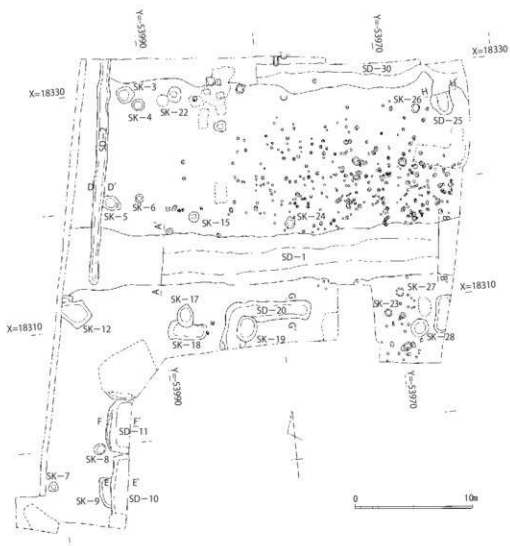 Y=-53990
Y=-53970
X=18330
X=18330
SD-30
SK-3
SK-4
SK-22
SK-26
H
H'
SD-25
SD-2
D
D'
SK-5
SK-6
A'
SK-15
SK-24
B
SD-1
A
B'
X=18310
X=18310
SK-12
SK-17
SK-18
SD-20
G
G'
SK-19
SK-27
SK-23
SK-28
Y=-53990
Y=-53970
F
F'
SD-11
SK-8
SK-7
E
E'
SK-9
SD-10
0
10m